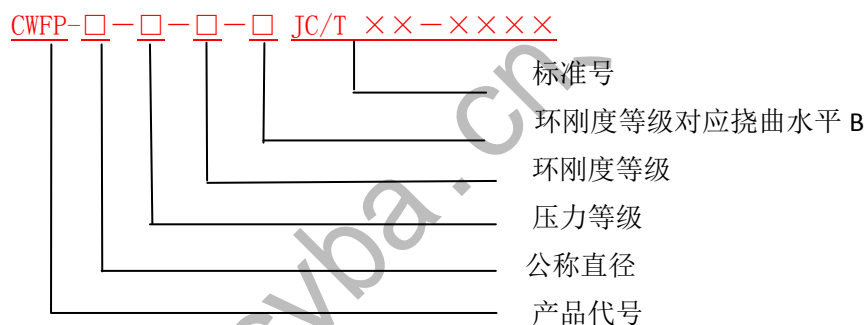 CWFP-□-□-□-□ JC/T ××-××××
标准号
环刚度等级对应挠曲水平 B
环刚度等级
压力等级
公称直径
产品代号